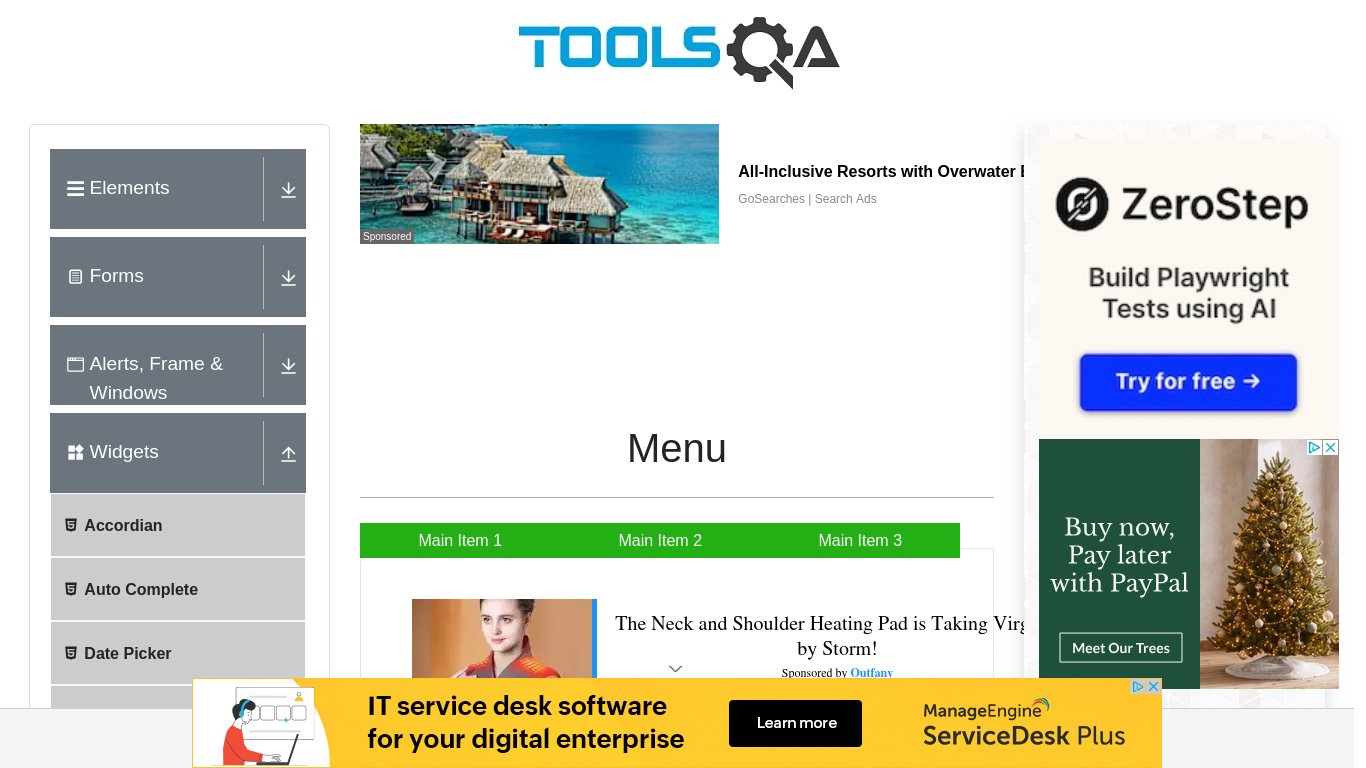 TOOLSQA
Elements
Forms
Alerts, Frame &
Windows
Widgets
Accordian
Auto Complete
Date Picker
Sponsored
All-Inclusive Resorts with Overwater
GoSearches | Search Ads
Menu
Main Item 1
Main Item 2
Main Item 3
The Neck and Shoulder Heating Pad is Taking
by Storm!
Sponsored by Outfany
ZeroStep
Build Playwright
Tests using AI
Try for free →
Buy now,
Pay later
with PayPal
Meet Our Trees
IT service desk software
for your digital enterprise
Learn more
ManageEngine
ServiceDesk Plus